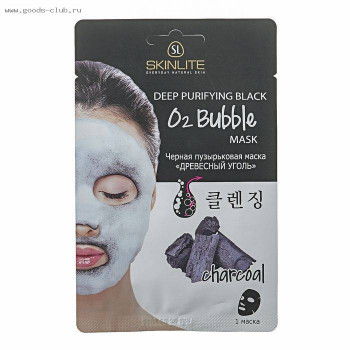 www.goods-club.ru
SL
SKINLITE
EVERYDAY NATURAL SKIN
DEEP PURIFYING BLACK
O2 Bubble
MASK
Черная пузырьковая маска
«ДРЕВЕСНЫЙ УГОЛЬ»
클렌징
charcoal
1 маска